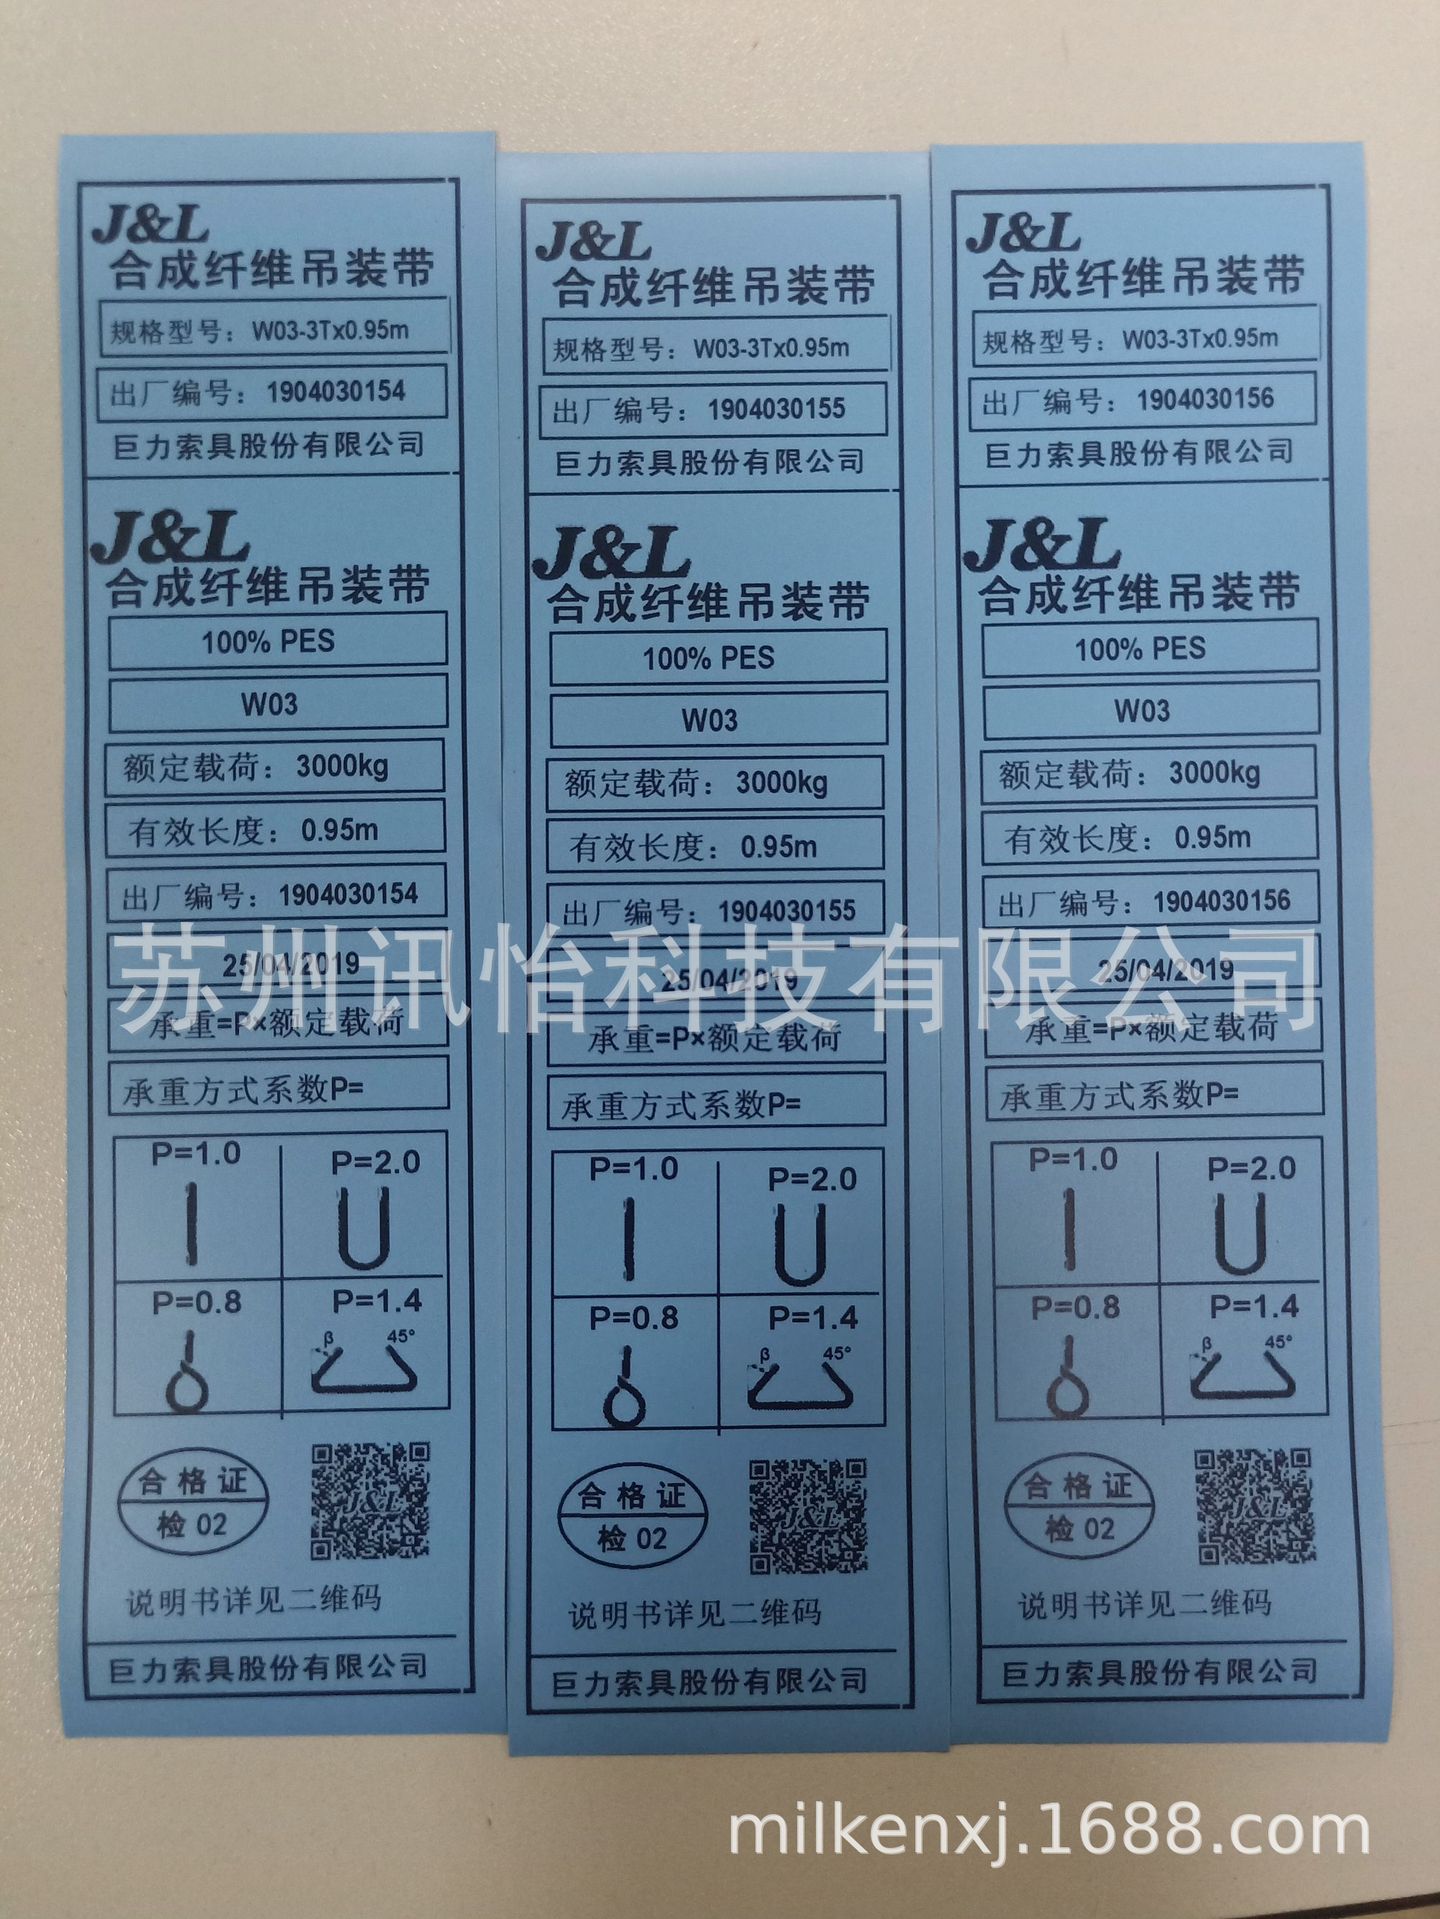 J&L
合成纤维吊装带
规格型号：W03-3Tx0.95m
出厂编号：1904030154
巨力索具股份有限公司
J&L
合成纤维吊装带
100% PES
W03
额定载荷：3000kg
有效长度：0.95m
出厂编号：1904030154
25/04/2019
承重=P×额定载荷
承重方式系数P=
P=1.0
P=2.0
P=0.8
P=1.4
β 45°
合格证
检 02
J&L
说明书详见二维码
巨力索具股份有限公司
J&L
合成纤维吊装带
规格型号：W03-3Tx0.95m
出厂编号：1904030155
巨力索具股份有限公司
J&L
合成纤维吊装带
100% PES
W03
额定载荷：3000kg
有效长度：0.95m
出厂编号：1904030155
25/04/2019
承重=P×额定载荷
承重方式系数P=
P=1.0
P=2.0
P=0.8
P=1.4
β 45°
合格证
检 02
J&L
说明书详见二维码
巨力索具股份有限公司
J&L
合成纤维吊装带
规格型号：W03-3Tx0.95m
出厂编号：1904030156
巨力索具股份有限公司
J&L
合成纤维吊装带
100% PES
W03
额定载荷：3000kg
有效长度：0.95m
出厂编号：1904030156
25/04/2019
承重=P×额定载荷
承重方式系数P=
P=1.0
P=2.0
P=0.8
P=1.4
β 45°
合格证
检 02
J&L
说明书详见二维码
巨力索具股份有限公司
苏州讯怡科技有限公司
milkenxj.1688.com